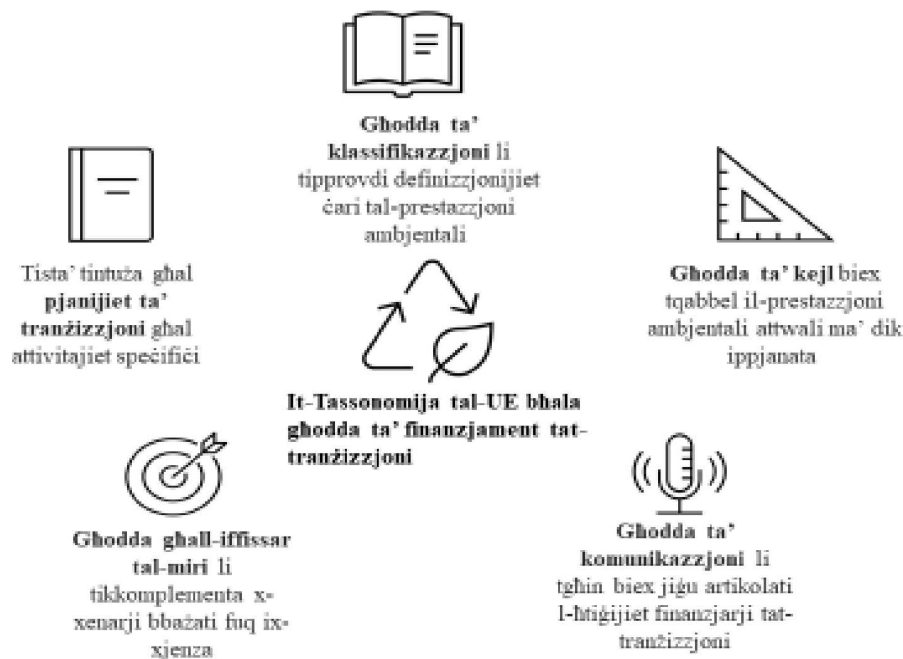 Għodda ta'
klassifikazzjoni li
tipprovdi definizzjonijiet
ċari tal-prestazzjoni
ambjentali
Tista' tintuża għal
pjanijiet ta'
tranżizzjoni għal
attivitajiet speċifiċi
Għodda ta' kejl biex
tqabbel il-prestazzjoni
ambjentali attwali ma' dik
ippjanata
It-Tassonomija tal-UE bħala
għodda ta' finanzjament tat-
tranżizzjoni
Għodda għall-iffissar
tal-miri li
tikkomplementa x-
xenarji bbażati fuq ix-
xjenza
Għodda ta'
komunikazzjoni li
tgħin biex jiġu artikolati
l-ħtiġijiet finanzjarji tat-
tranżizzjoni